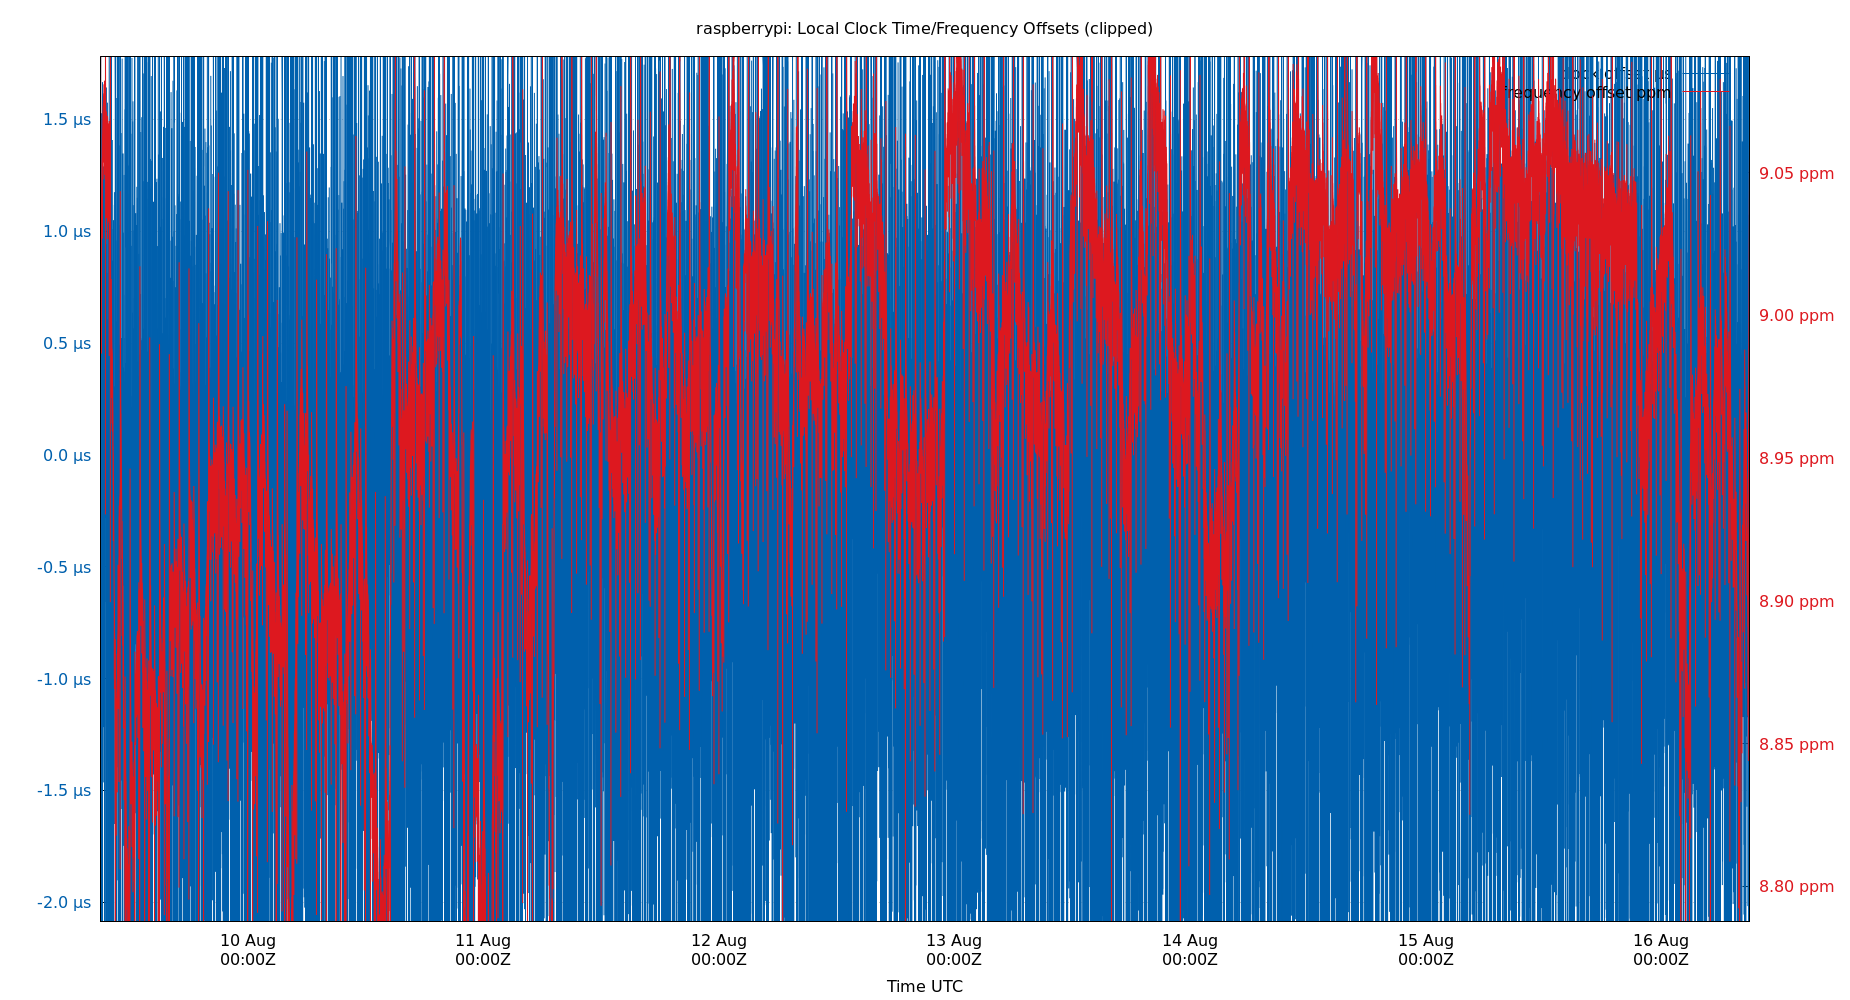 raspberrypi: Local Clock Time/Frequency Offsets (clipped)
clock offset µs
frequency offset ppm
1.5 µs
1.0 µs
0.5 µs
0.0 µs
-0.5 µs
-1.0 µs
-1.5 µs
-2.0 µs
9.05 ppm
9.00 ppm
8.95 ppm
8.90 ppm
8.85 ppm
8.80 ppm
10 Aug 11 Aug 12 Aug 13 Aug 14 Aug 15 Aug 16 Aug
00:00Z 00:00Z 00:00Z 00:00Z 00:00Z 00:00Z 00:00Z
Time UTC